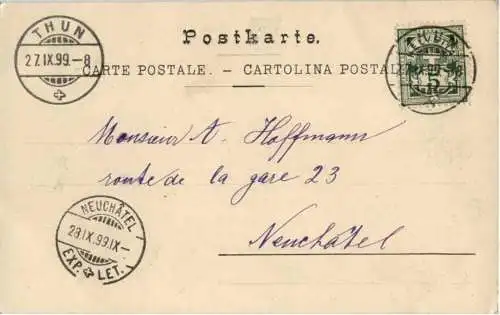 THUN
27.IX.99.-8
Postkarte.
CARTE POSTALE. - CARTOLINA POSTALE
THUN
5
Monsieur A. Hoffmann
route de la gare 23
Neuchâtel
NEUCHÂTEL
28.IX.99.IX-
EXP. LET.